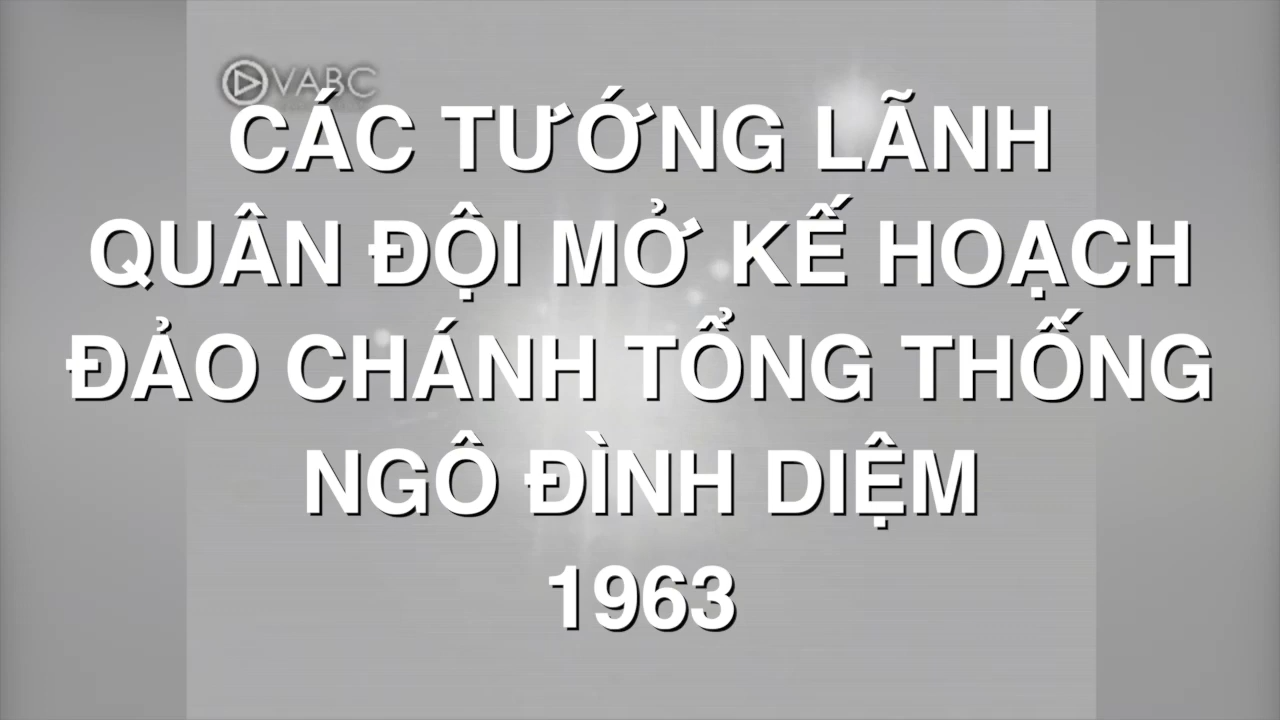 VABC
CÁC TƯỚNG LÃNH
QUÂN ĐỘI MỞ KẾ HOẠCH
ĐẢO CHÁNH TỔNG THỐNG
NGÔ ĐÌNH DIỆM
1963